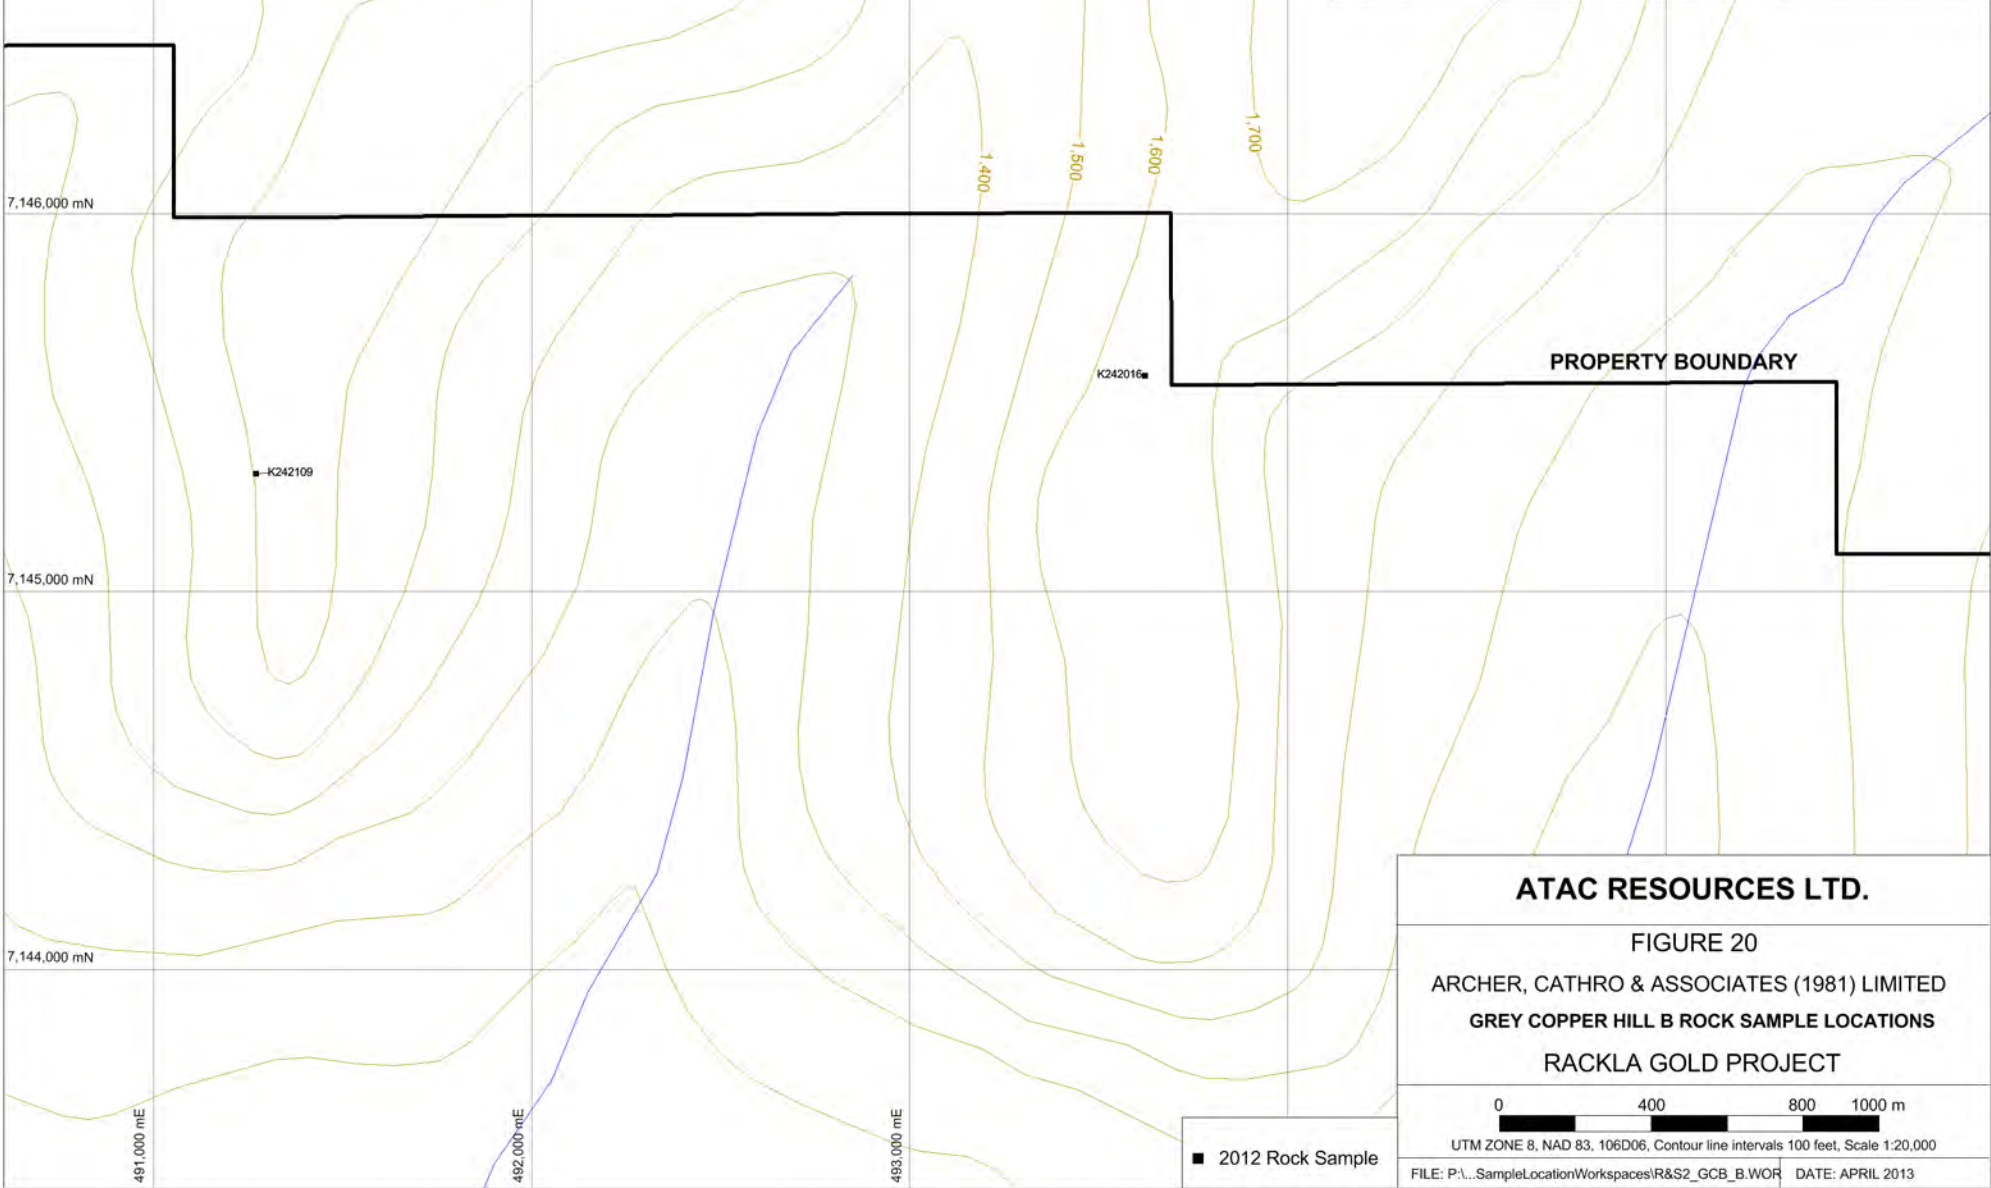 1,700
1,600
1,500
1,400
7,146,000 mN
PROPERTY BOUNDARY
K242016
K242109
7,145,000 mN
7,144,000 mN
491,000 mE
492,000 mE
493,000 mE
2012 Rock Sample
ATAC RESOURCES LTD.
FIGURE 20
ARCHER, CATHRO & ASSOCIATES (1981) LIMITED
GREY COPPER HILL B ROCK SAMPLE LOCATIONS
RACKLA GOLD PROJECT
0 400 800 1000 m
UTM ZONE 8, NAD 83, 106D06, Contour line intervals 100 feet, Scale 1:20,000
FILE: P:\...SampleLocationWorkspaces\R&S2_GCB_B.WOR DATE: APRIL 2013